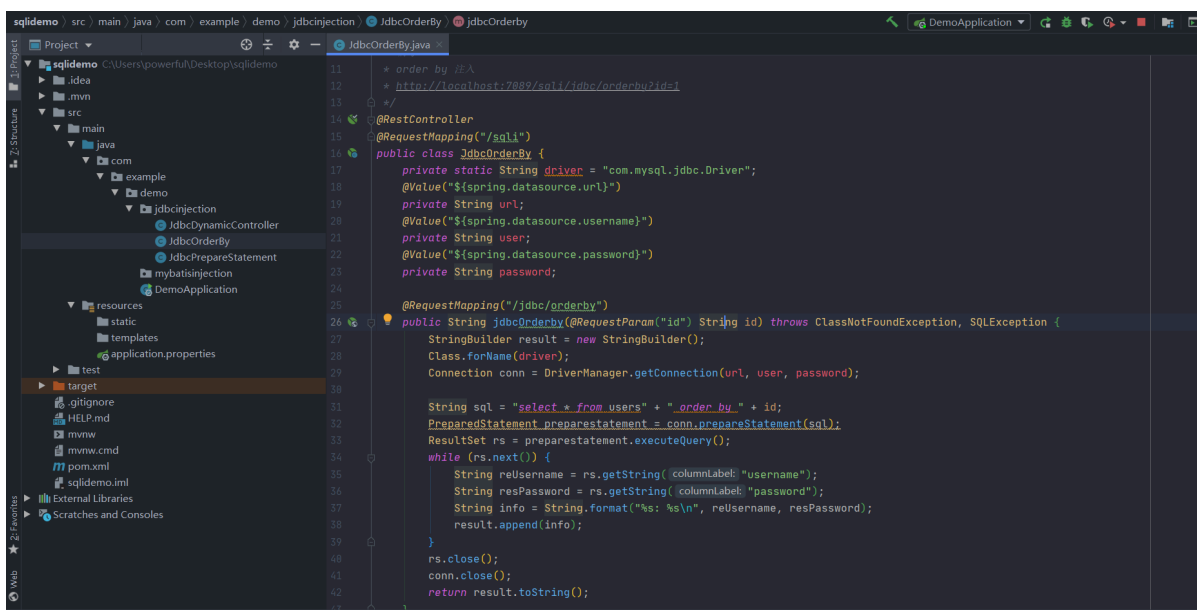 sqlidemo 〉 src 〉 main 〉 java 〉 com 〉 example 〉 demo 〉 jdbcinjection 〉 JdbcOrderBy 〉 jdbcOrderby
DemoApplication
1: Project
Project
JdbcOrderBy.java ×
sqlidemo C:\Users\powerful\Desktop\sqlidemo
.idea
.mvn
src
main
java
com
example
demo
jdbcinjection
JdbcDynamicController
JdbcOrderBy
JdbcPrepareStatement
mybatisinjection
DemoApplication
resources
static
templates
application.properties
test
target
.gitignore
HELP.md
mvnw
mvnw.cmd
pom.xml
sqlidemo.iml
External Libraries
Scratches and Consoles
Z: Structure
2: Favorites
Web
11 * order by 注入
12 * http://localhost:7089/sqli/jdbc/orderby?id=1
13 */
14 @RestController
15 @RequestMapping("/sqli")
16 public class JdbcOrderBy {
17 private static String driver = "com.mysql.jdbc.Driver";
18 @Value("${spring.datasource.url}")
19 private String url;
20 @Value("${spring.datasource.username}")
21 private String user;
22 @Value("${spring.datasource.password}")
23 private String password;
24
25 @RequestMapping("/jdbc/orderby")
26 public String jdbcOrderby(@RequestParam("id") String id) throws ClassNotFoundException, SQLException {
27 StringBuilder result = new StringBuilder();
28 Class.forName(driver);
29 Connection conn = DriverManager.getConnection(url, user, password);
30
31 String sql = "select * from users" + " order by " + id;
32 PreparedStatement preparestatement = conn.prepareStatement(sql);
33 ResultSet rs = preparestatement.executeQuery();
34 while (rs.next()) {
35 String reUsername = rs.getString( columnLabel: "username");
36 String resPassword = rs.getString( columnLabel: "password");
37 String info = String.format("%s: %s\n", reUsername, resPassword);
38 result.append(info);
39 }
40 rs.close();
41 conn.close();
42 return result.toString();
43 }